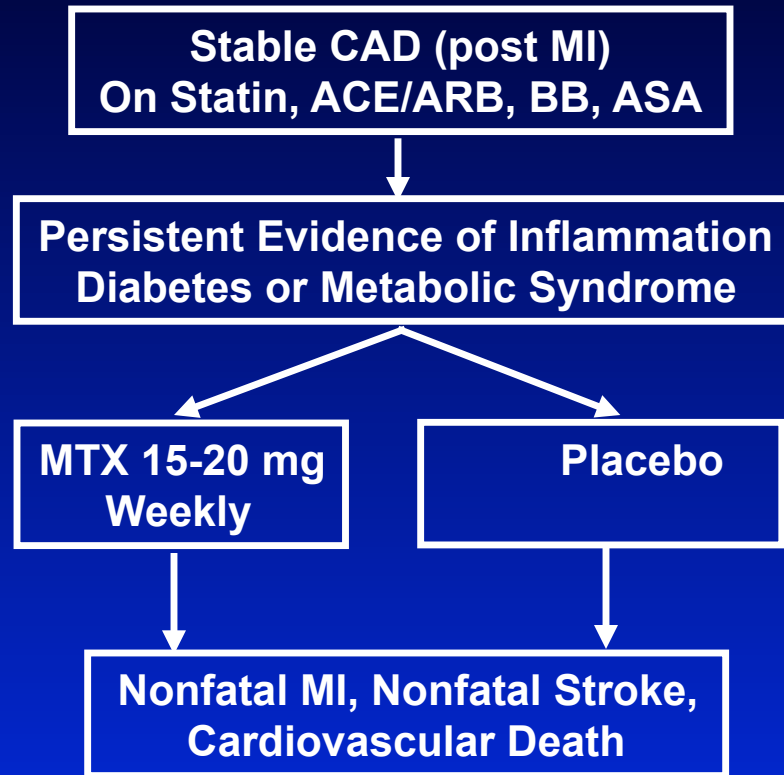 Stable CAD (post MI)
On Statin, ACE/ARB, BB, ASA
Persistent Evidence of Inflammation
Diabetes or Metabolic Syndrome
MTX 15-20 mg
Weekly
Placebo
Nonfatal MI, Nonfatal Stroke,
Cardiovascular Death